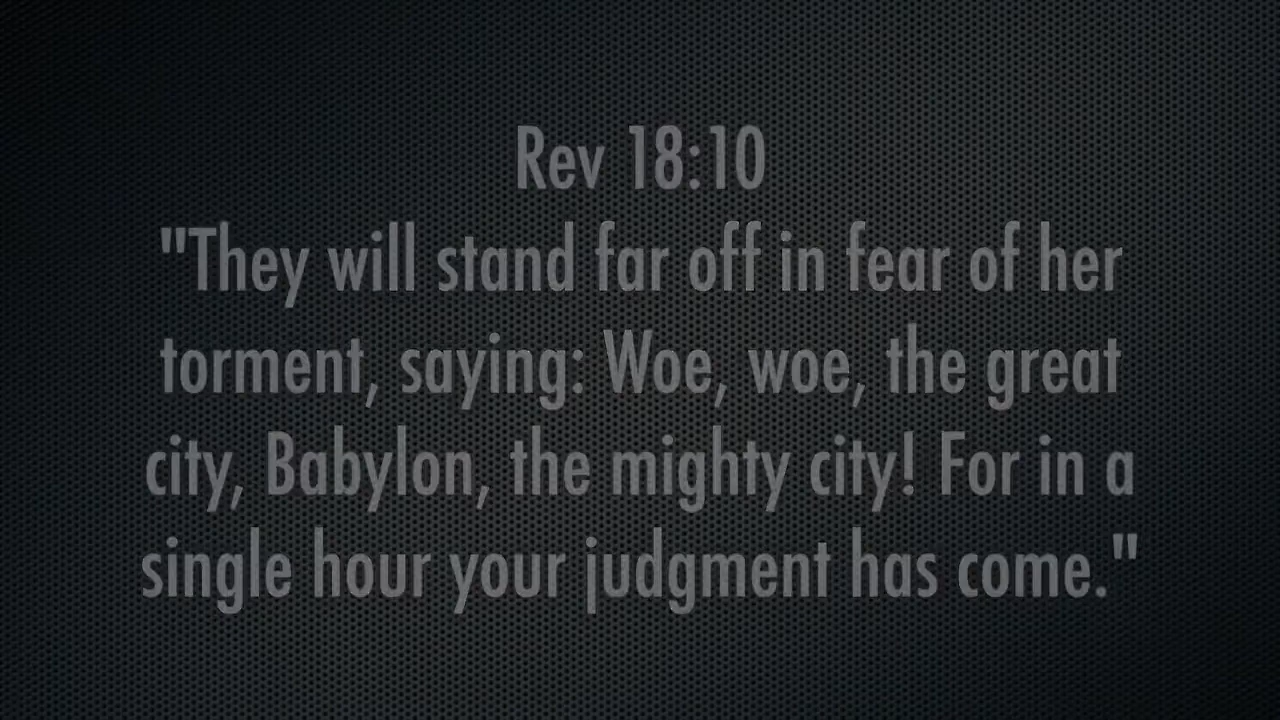 Rev 18:10
"They will stand far off in fear of her
torment, saying: Woe, woe, the great
city, Babylon, the mighty city! For in a
single hour your judgment has come."